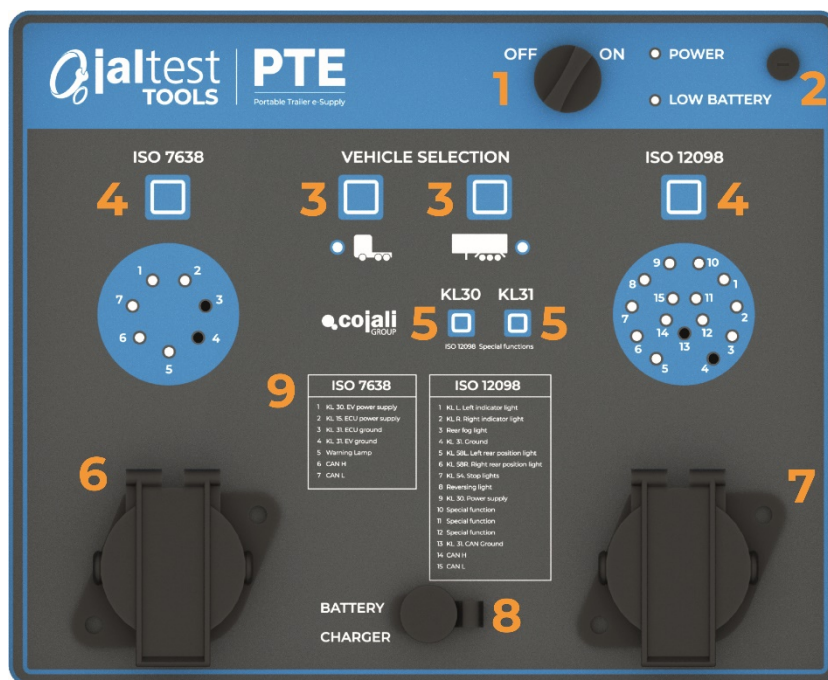 jaltest
TOOLS
PTE
Portable Trailer e-Supply
OFF
ON
POWER
LOW BATTERY
1
2
ISO 7638
VEHICLE SELECTION
ISO 12098
4
3
3
4
1
2
3
4
5
6
7
9
10
8
1
15
11
7
2
14
12
6
13
3
5
4
KL30
KL31
cojali
GROUP
5
5
ISO 12098 Special functions
9
ISO 7638
1 KL 30. EV power supply
2 KL 15. ECU power supply
3 KL 31. ECU ground
4 KL 31. EV ground
5 Warning Lamp
6 CAN H
7 CAN L
ISO 12098
1 KL L. Left indicator light
2 KL R. Right indicator light
3 Rear fog light
4 KL 31. Ground
5 KL 58L. Left rear position light
6 KL 58R. Right rear position light
7 KL 54. Stop lights
8 Reversing light
9 KL 30. Power supply
10 Special function
11 Special function
12 Special function
13 KL 31. CAN Ground
14 CAN H
15 CAN L
6
7
BATTERY
CHARGER
8